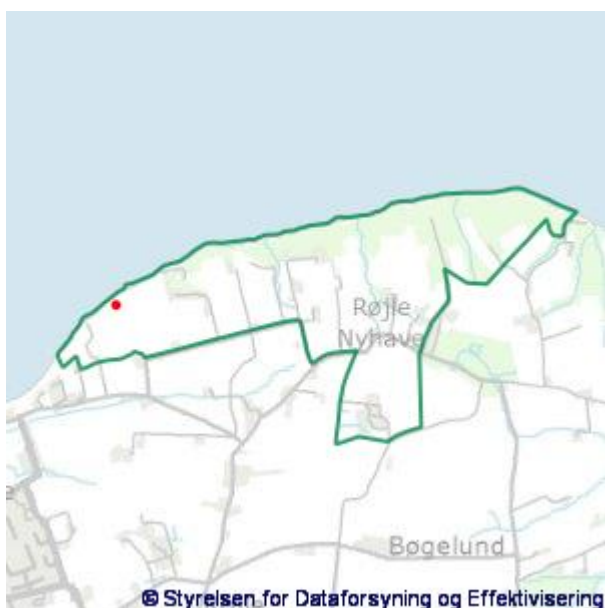 Røjle
Nyhave
Bøgelund
© Styrelsen for Dataforsyning og Effektivisering